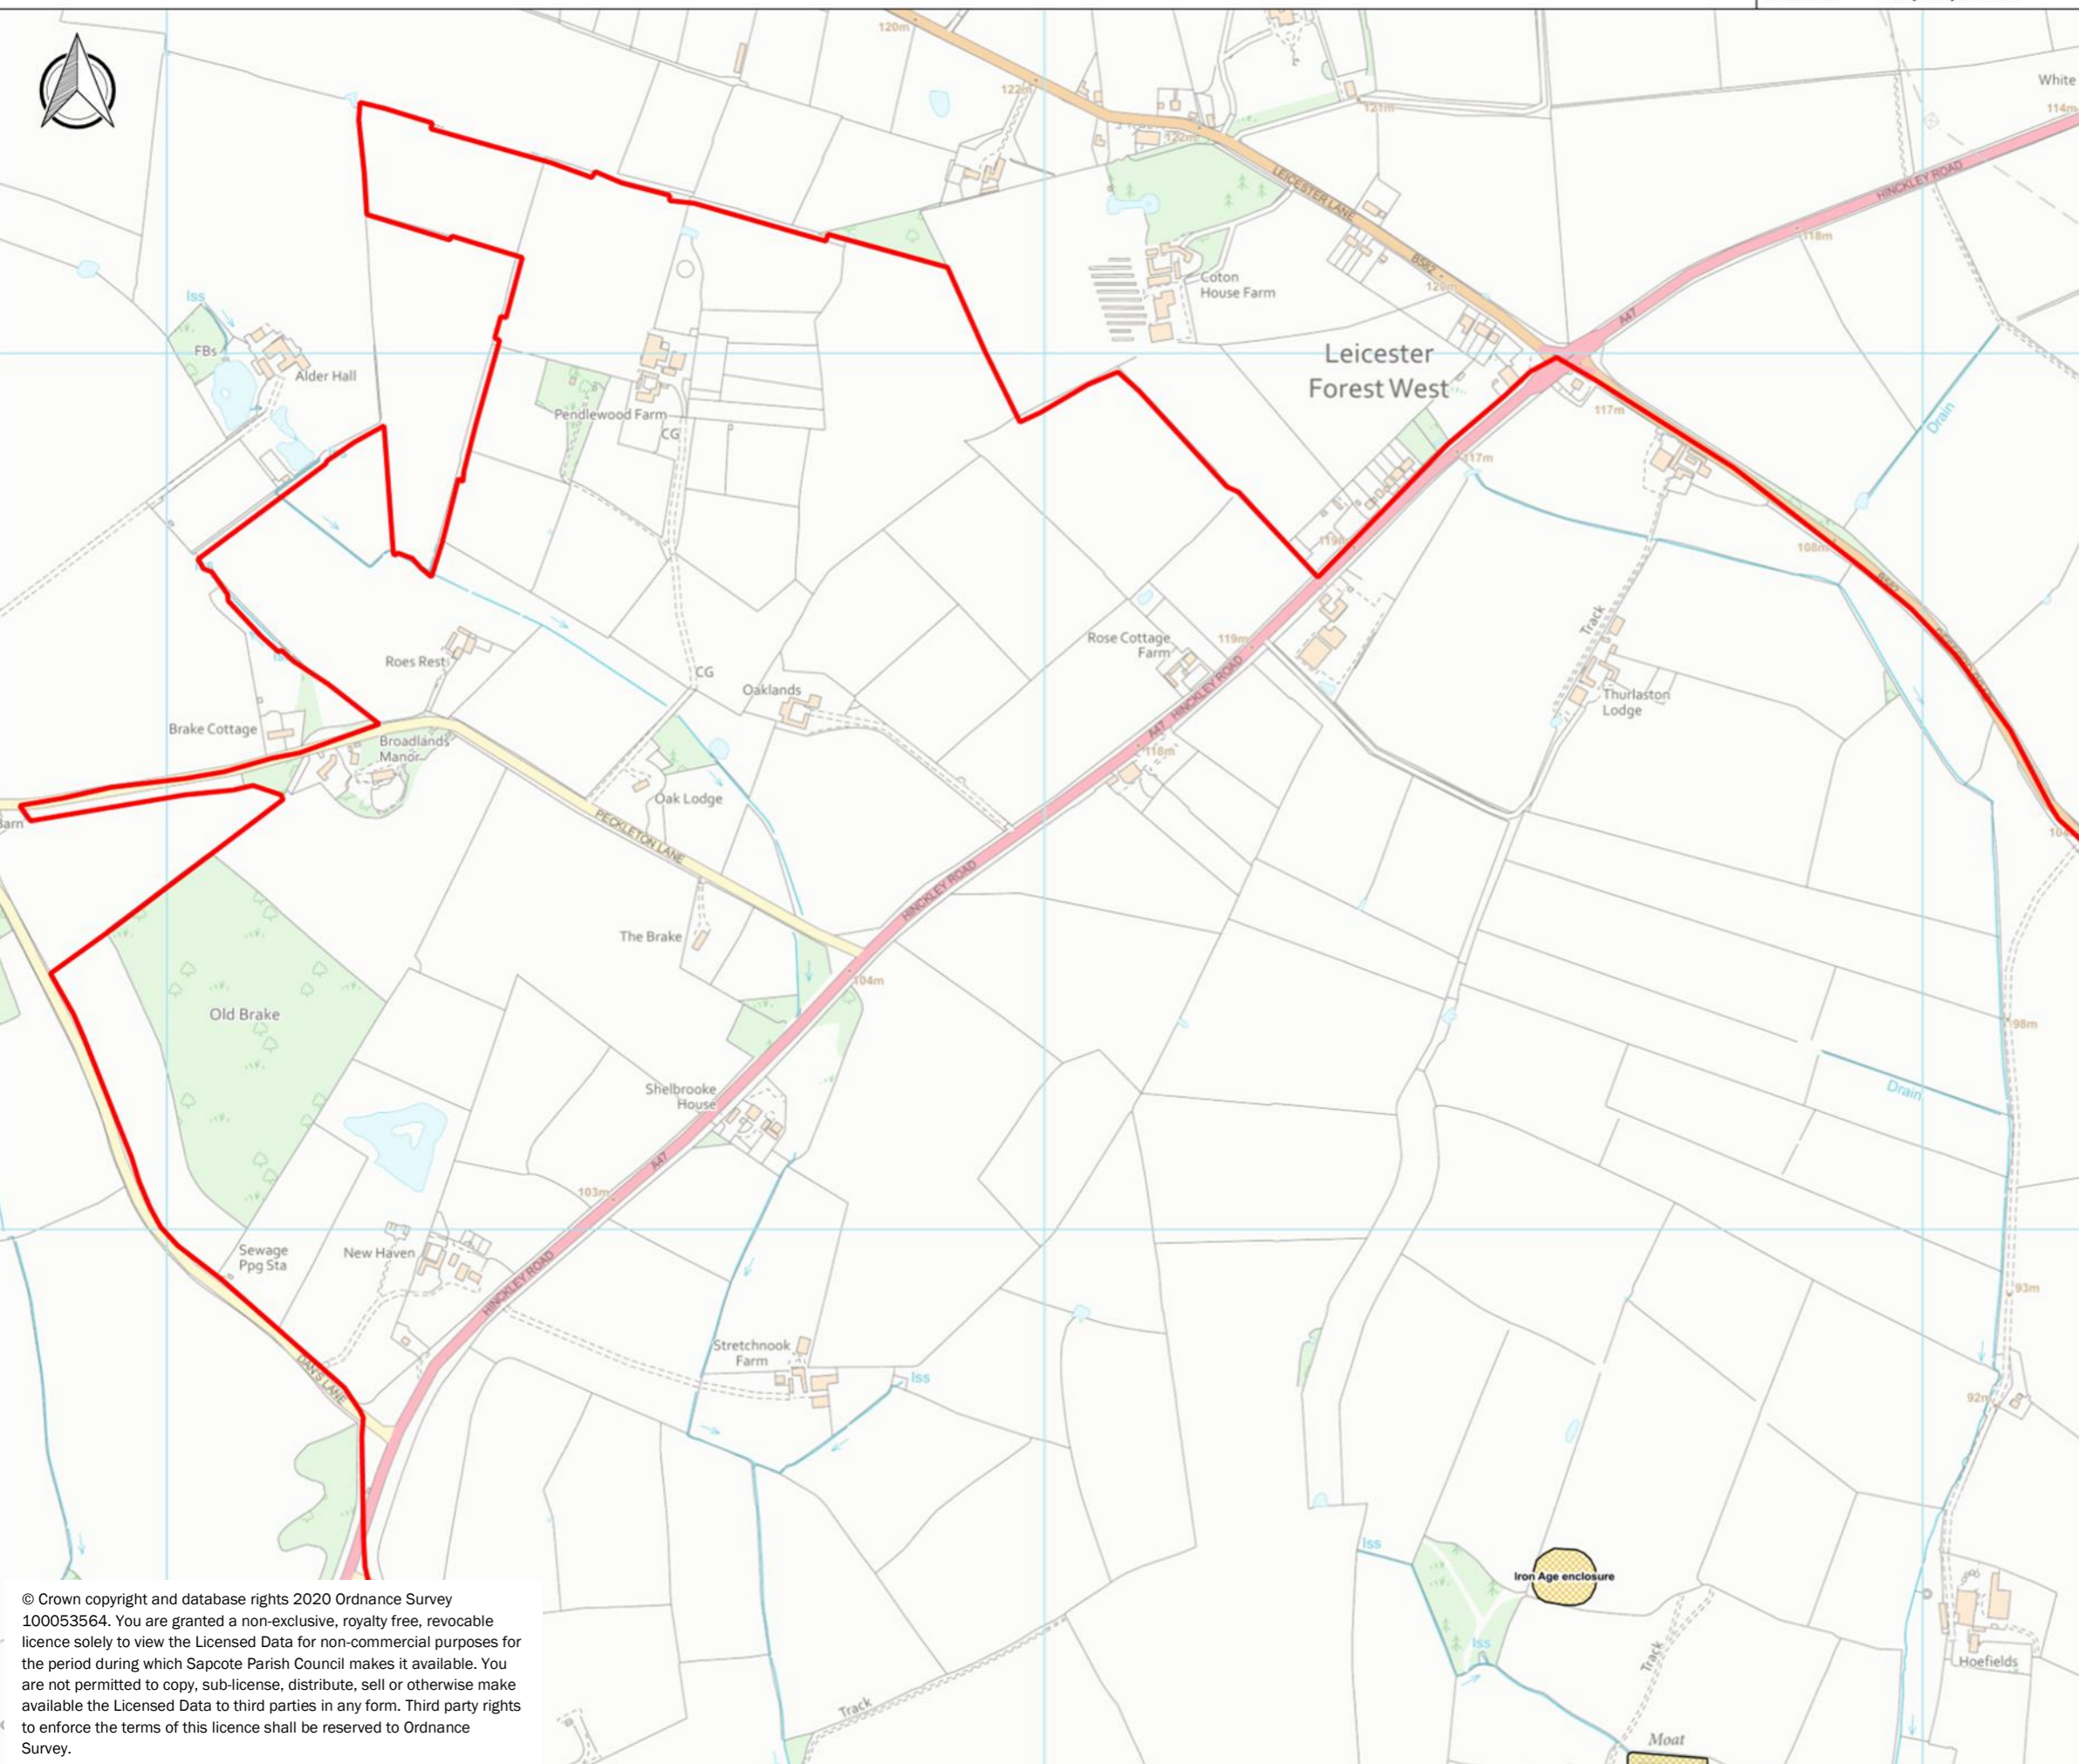 120m
122m
122m
121m
White
114m
HINCKLEY ROAD
LEICESTER LANE
118m
B582
120m
A47
Coton
House Farm
Iss
FBs
Alder Hall
Leicester
Forest West
Pendlewood Farm
CG
117m
117m
Drain
119m
108m
B582
Track
Rose Cottage
Farm
119m
Roes Rest
CG
Oaklands
A47 HINCKLEY ROAD
Thurlaston
Lodge
Brake Cottage
Broadlands
Manor
118m
Barn
Oak Lodge
PECKLETON LANE
HINCKLEY ROAD
The Brake
104m
Old Brake
98m
Shelbrooke
House
Drain
A47
103m
Sewage
Ppg Sta
New Haven
HINCKLEY ROAD
93m
Stretchnook
Farm
Iss
DANS LANE
92m
Iss
Iron Age enclosure
Iss
Hoefields
Track
Track
Moat
© Crown copyright and database rights 2020 Ordnance Survey
100053564. You are granted a non-exclusive, royalty free, revocable
licence solely to view the Licensed Data for non-commercial purposes for
the period during which Sapcote Parish Council makes it available. You
are not permitted to copy, sub-license, distribute, sell or otherwise make
available the Licensed Data to third parties in any form. Third party rights
to enforce the terms of this licence shall be reserved to Ordnance
Survey.